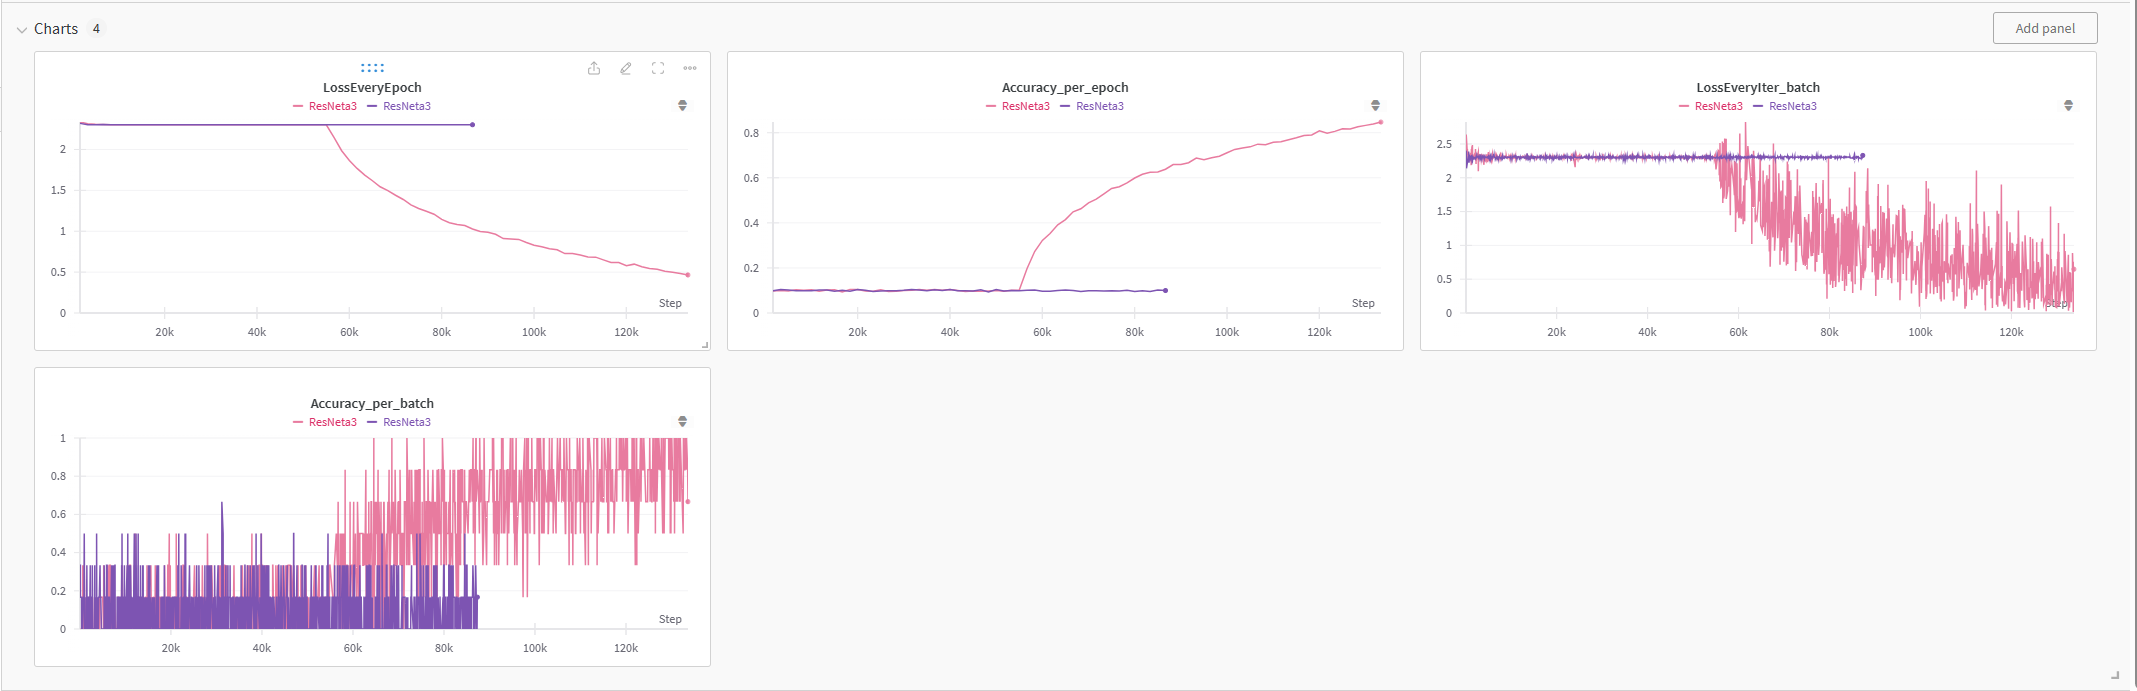 Charts 4
Add panel
LossEveryEpoch
ResNeta3 ResNeta3
2
1.5
1
0.5
0
Step
20k 40k 60k 80k 100k 120k
Accuracy_per_epoch
ResNeta3 ResNeta3
0.8
0.6
0.4
0.2
0
Step
20k 40k 60k 80k 100k 120k
LossEveryIter_batch
ResNeta3 ResNeta3
2.5
2
1.5
1
0.5
0
Step
20k 40k 60k 80k 100k 120k
Accuracy_per_batch
ResNeta3 ResNeta3
1
0.8
0.6
0.4
0.2
0
Step
20k 40k 60k 80k 100k 120k